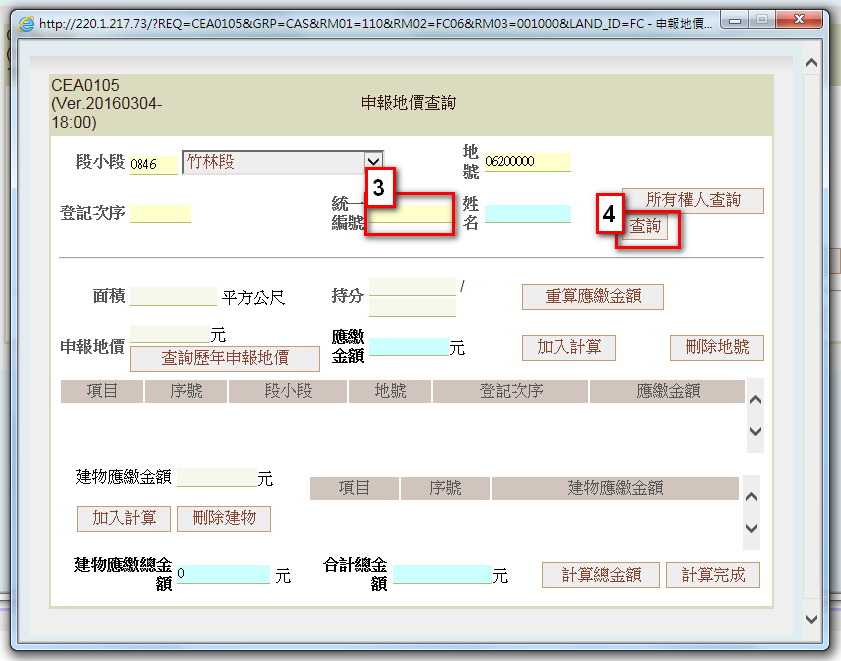 http://220.1.217.73/?REQ=CEA0105&GRP=CAS&RM01=110&RM02=FC06&RM03=001000&LAND_ID=FC - 申報地價...
CEA0105
(Ver.20160304-
18:00)
申報地價查詢
段小段 0846 竹林段 地號 06200000
3
4
所有權人查詢
登記次序 統一編號 姓名 查詢
面積 平方公尺 持分 / 重算應繳金額
申報地價 元 應繳金額 元 加入計算 刪除地號
查詢歷年申報地價
項目 序號 段小段 地號 登記次序 應繳金額
建物應繳金額 元
項目 序號 建物應繳金額
加入計算 刪除建物
建物應繳總金額 0 元 合計總金額 元 計算總金額 計算完成